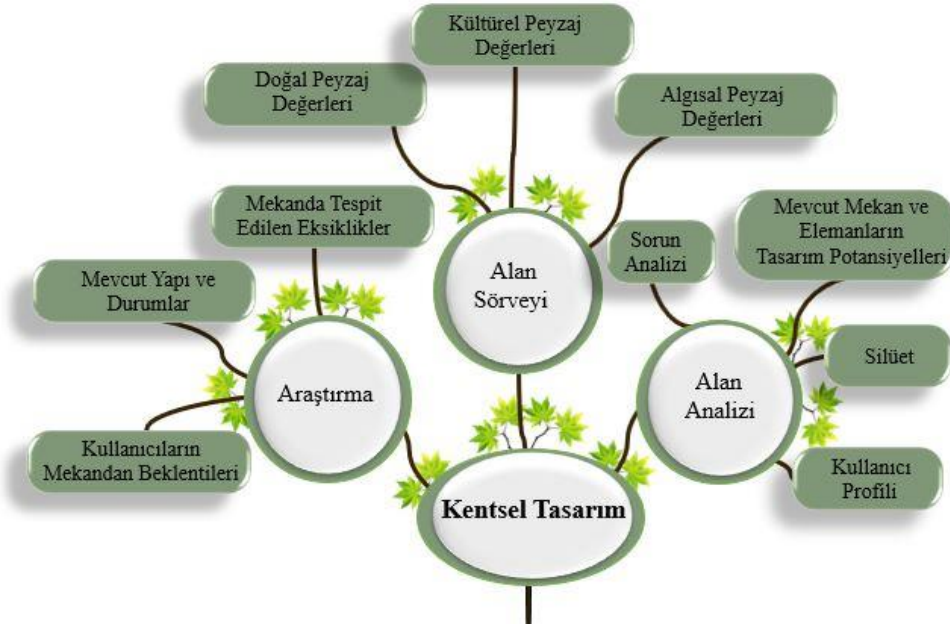 Kültürel Peyzaj
Değerleri
Doğal Peyzaj
Değerleri
Algısal Peyzaj
Değerleri
Mekanda Tespit
Edilen Eksiklikler
Mevcut Mekan ve
Elemanların
Tasarım Potansiyelleri
Sorun
Analizi
Mevcut Yapı ve
Durumlar
Alan
Sörveyi
Silüet
Araştırma
Alan
Analizi
Kullanıcıların
Mekandan Beklentileri
Kullanıcı
Profili
Kentsel Tasarım